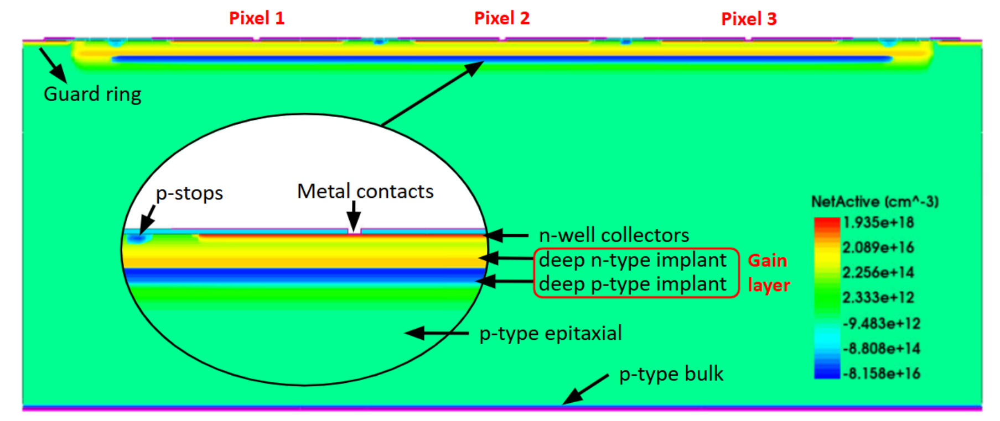 Pixel 1
Pixel 2
Pixel 3
Guard ring
p-stops
Metal contacts
n-well collectors
deep n-type implant
deep p-type implant
Gain
layer
p-type epitaxial
p-type bulk
NetActive (cm^-3)
1.935e+18
2.089e+16
2.256e+14
2.333e+12
-9.483e+12
-8.808e+14
-8.158e+16